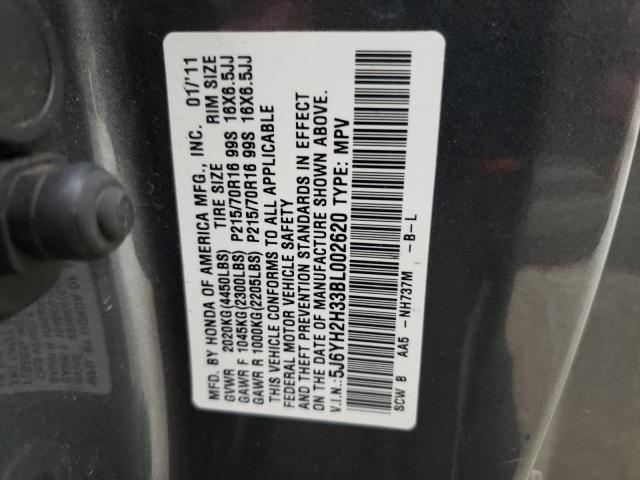 MFD. BY HONDA OF AMERICA MFG., INC. 01/'11
TIRE SIZE RIM SIZE
GVWR 2020KG(4450LBS)
GAWR F 1045KG(2300LBS) P215/70R16 99S 16X6.5JJ
GAWR R 1000KG(2205LBS) P215/70R16 99S 16X6.5JJ
THIS VEHICLE CONFORMS TO ALL APPLICABLE
FEDERAL MOTOR VEHICLE SAFETY
AND THEFT PREVENTION STANDARDS IN EFFECT
ON THE DATE OF MANUFACTURE SHOWN ABOVE.
V.I.N.:5J6YH2H33BL002620 TYPE: MPV
SCW B AA5 -NH737M -B-L